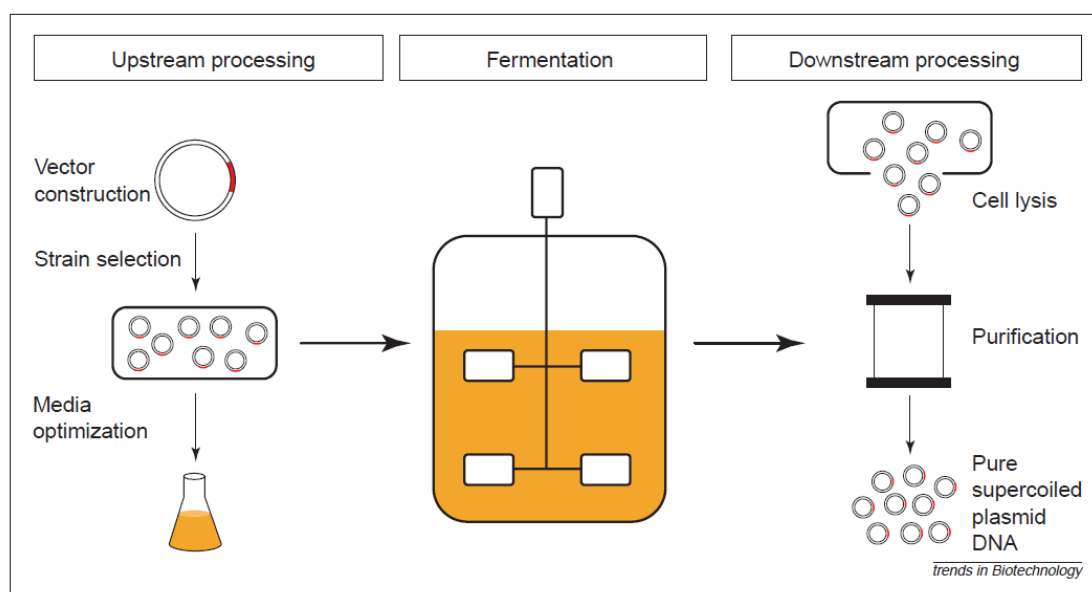 Upstream processing
Fermentation
Downstream processing
Vector
construction
Strain selection
Media
optimization
Cell lysis
Purification
Pure
supercoiled
plasmid
DNA
trends in Biotechnology